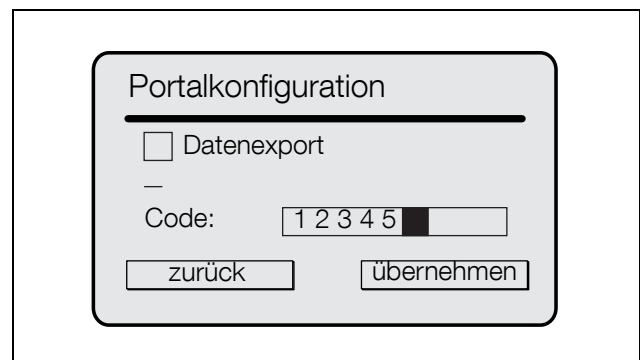 Portalkonfiguration
Datenexport
_
Code: 12345
zurück übernehmen